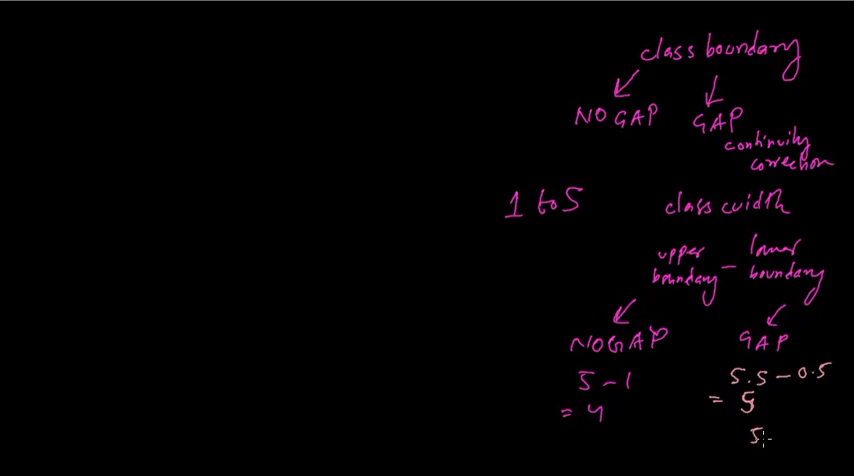 class boundary
NO GAP GAP
continuity
correction
1 to 5 class width
upper boundary - lower boundary
NO GAP GAP
5 - 1 5.5 - 0.5
= 4 = 5
5-